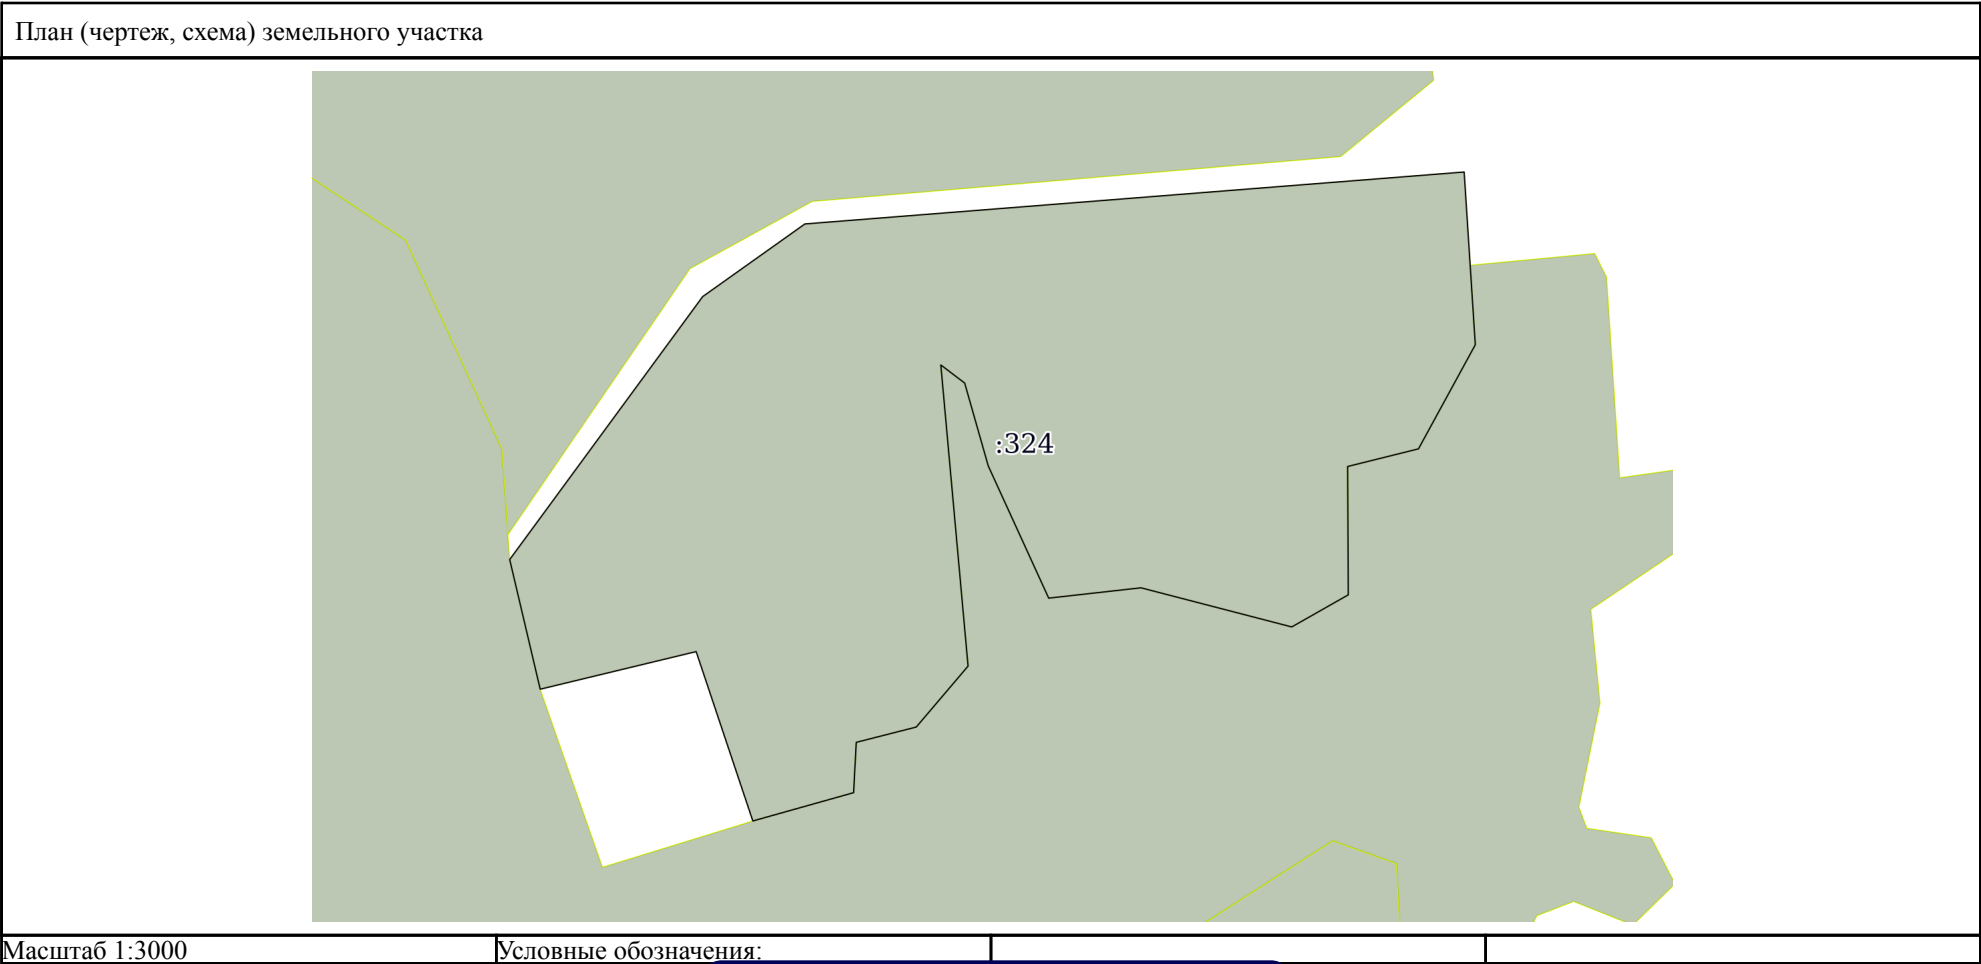 План (чертеж, схема) земельного участка
:324
Масштаб 1:3000
Условные обозначения: